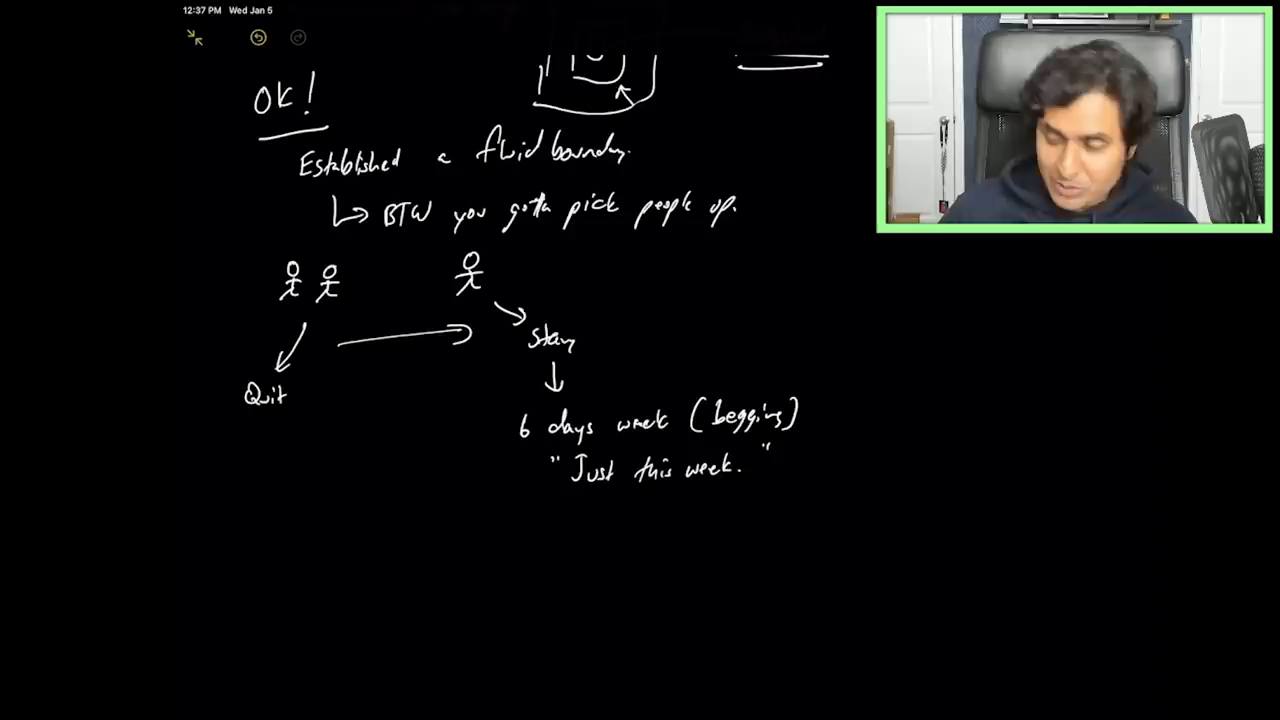 12:37 PM Wed Jan 5
OK!
Established a fluid boundary.
BTW you gotta pick people up.
Stay
Quit
6 days week (begging)
"Just this week."